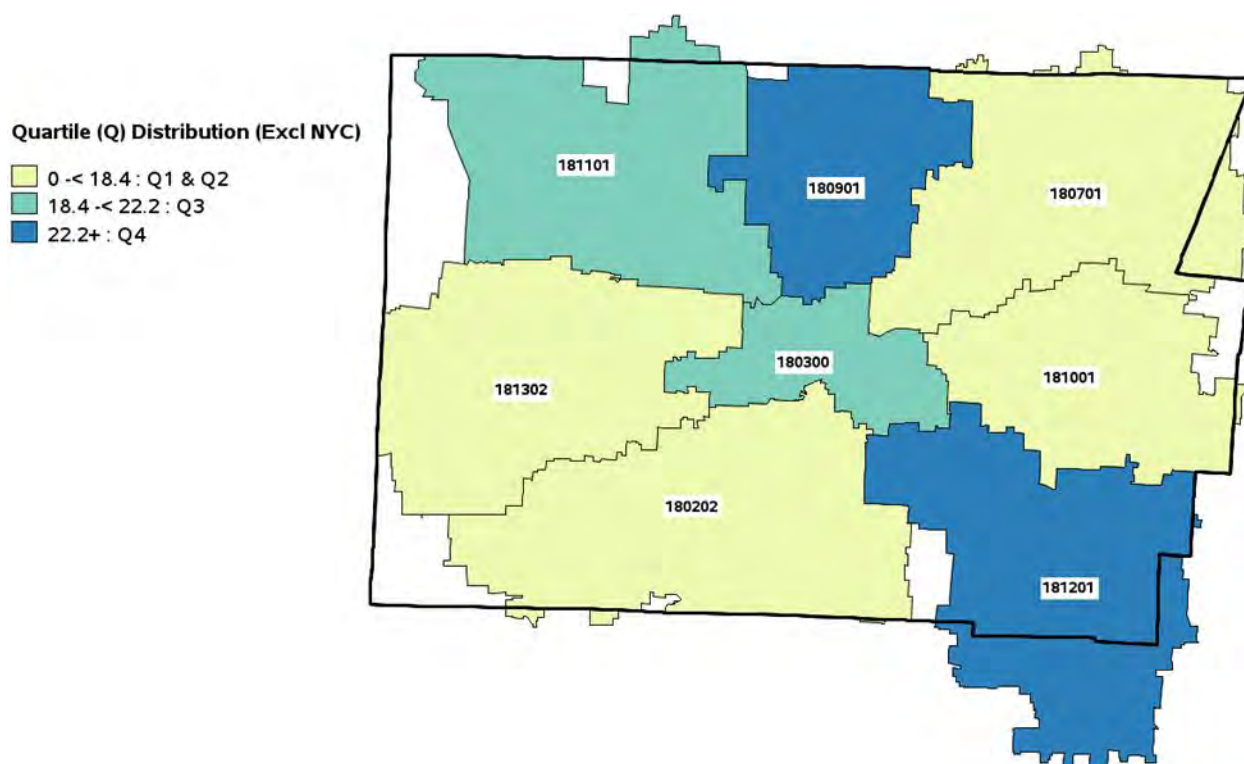 Quartile (Q) Distribution (Excl NYC)
0 -< 18.4 : Q1 & Q2
18.4 -< 22.2 : Q3
22.2+ : Q4
181101
180901
180701
180300
181302
181001
180202
181201